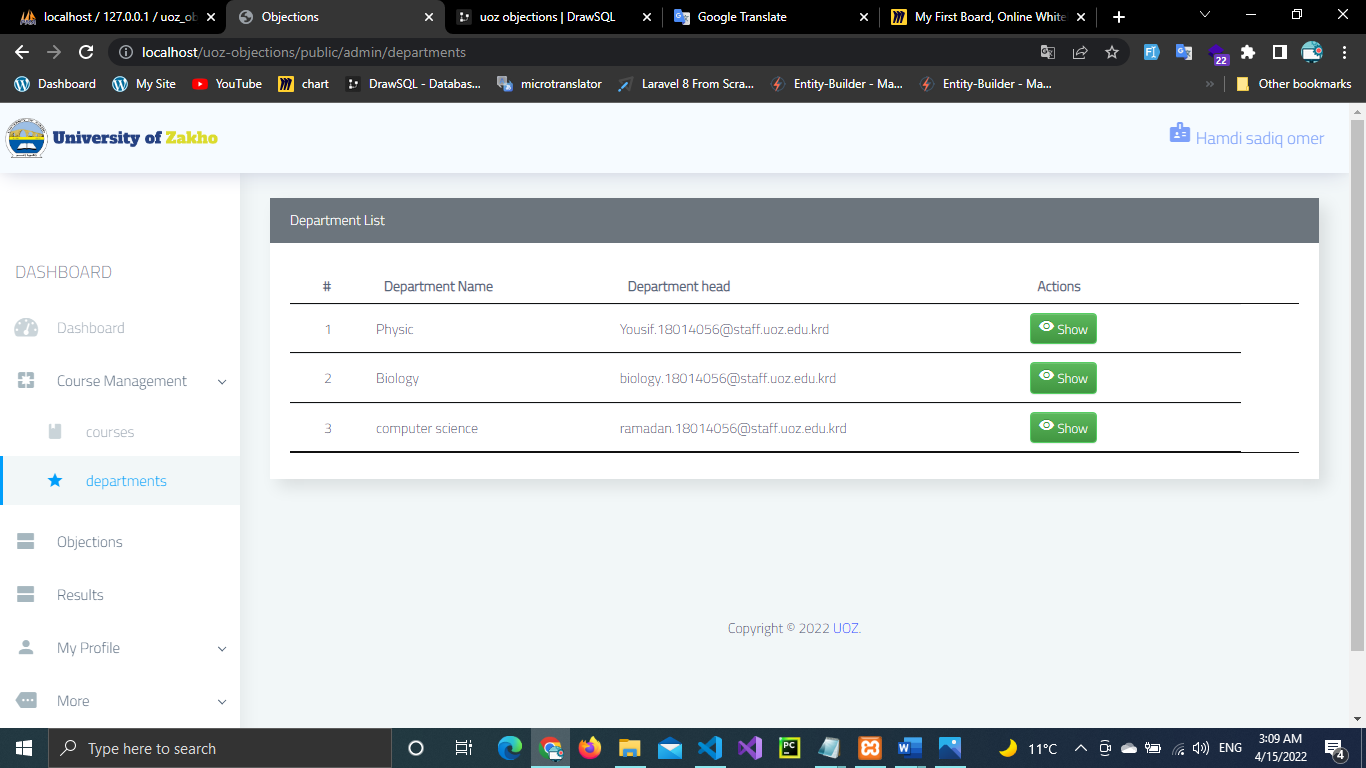 localhost / 127.0.0.1 / uoz_ob
Objections
uoz objections | DrawSQL
Google Translate
My First Board, Online White
localhost/uoz-objections/public/admin/departments
22
Dashboard
My Site
YouTube
chart
DrawSQL - Databas...
microtranslator
Laravel 8 From Scra...
Entity-Builder - Ma...
Entity-Builder - Ma...
»
Other bookmarks
University of Zakho
Hamdi sadiq omer
DASHBOARD
Dashboard
Course Management
courses
departments
Objections
Results
My Profile
More
Department List
# Department Name Department head Actions
1 Physic Yousif.18014056@staff.uoz.edu.krd Show
2 Biology biology.18014056@staff.uoz.edu.krd Show
3 computer science ramadan.18014056@staff.uoz.edu.krd Show
Copyright © 2022 UOZ.
Type here to search
11°C
ENG
3:09 AM
4/15/2022
4